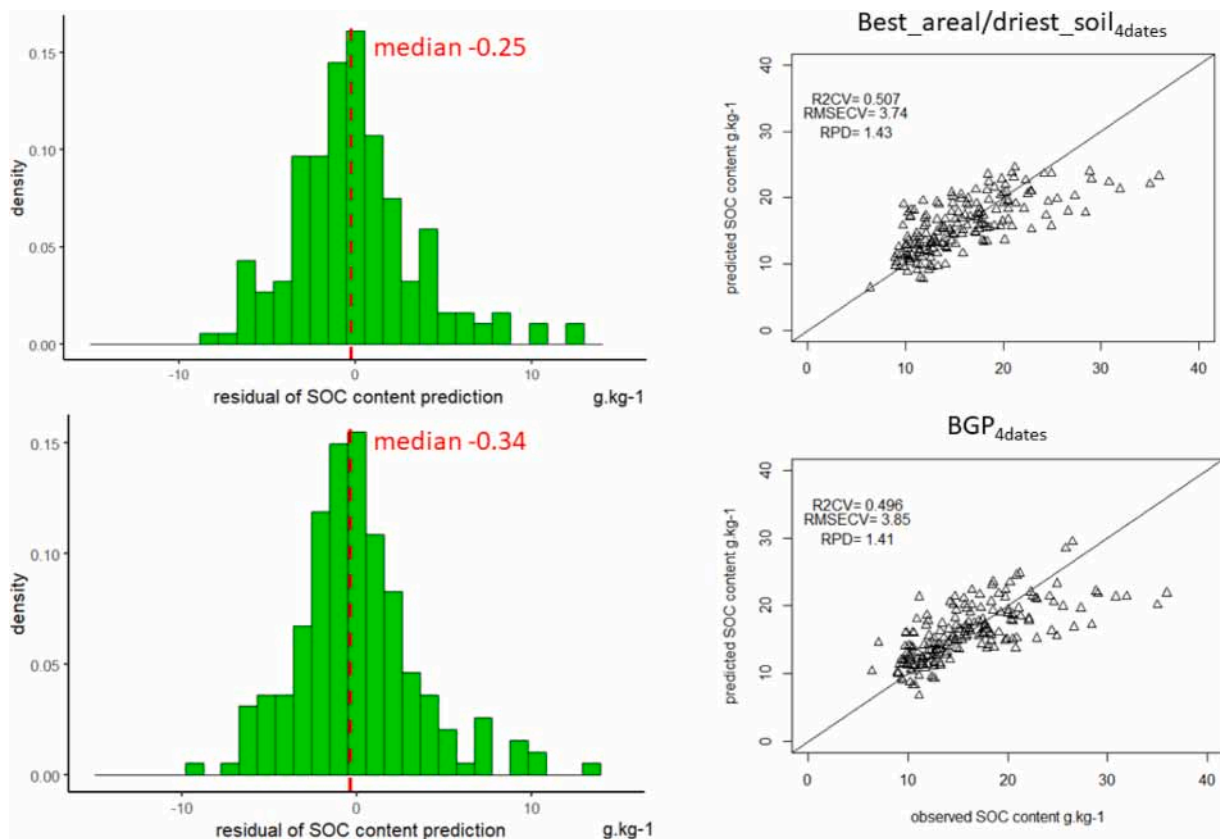 median -0.25
0.15
0.10
0.05
0.00
density
-10
0
10
residual of SOC content prediction
g.kg-1
Best_areal/driest_soil4dates
R2CV= 0.507
RMSECV= 3.74
RPD= 1.43
40
30
20
10
0
predicted SOC content g.kg-1
0
10
20
30
40
median -0.34
0.15
0.10
0.05
0.00
density
-10
0
10
residual of SOC content prediction
g.kg-1
BGP4dates
R2CV= 0.496
RMSECV= 3.85
RPD= 1.41
40
30
20
10
0
predicted SOC content g.kg-1
0
10
20
30
40
observed SOC content g.kg-1